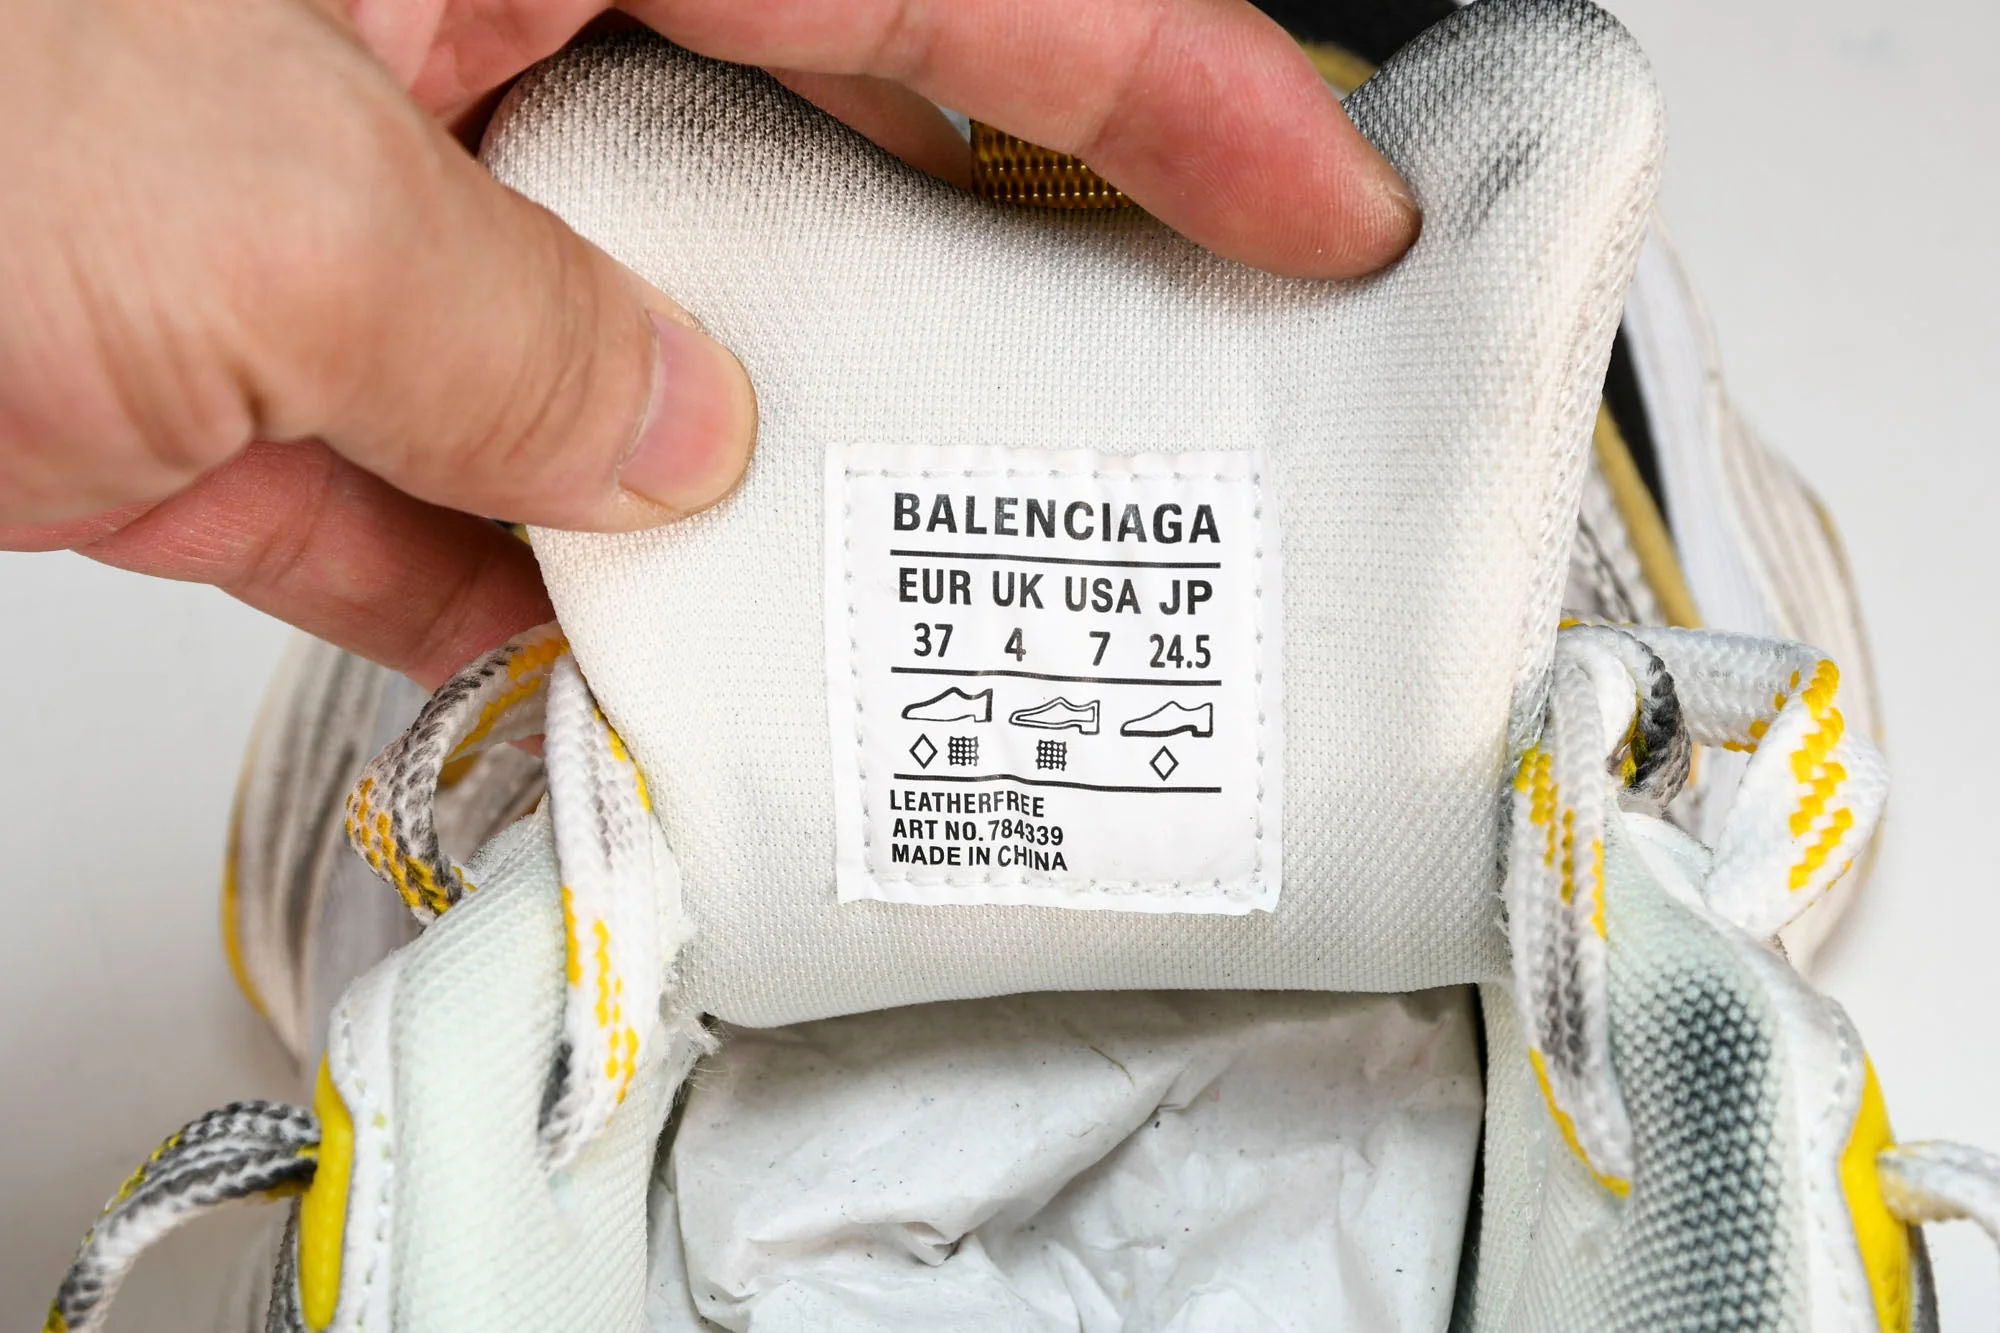 BALENCIAGA
EUR UK USA JP
37 4 7 24.5
LEATHERFREE
ART NO. 784339
MADE IN CHINA